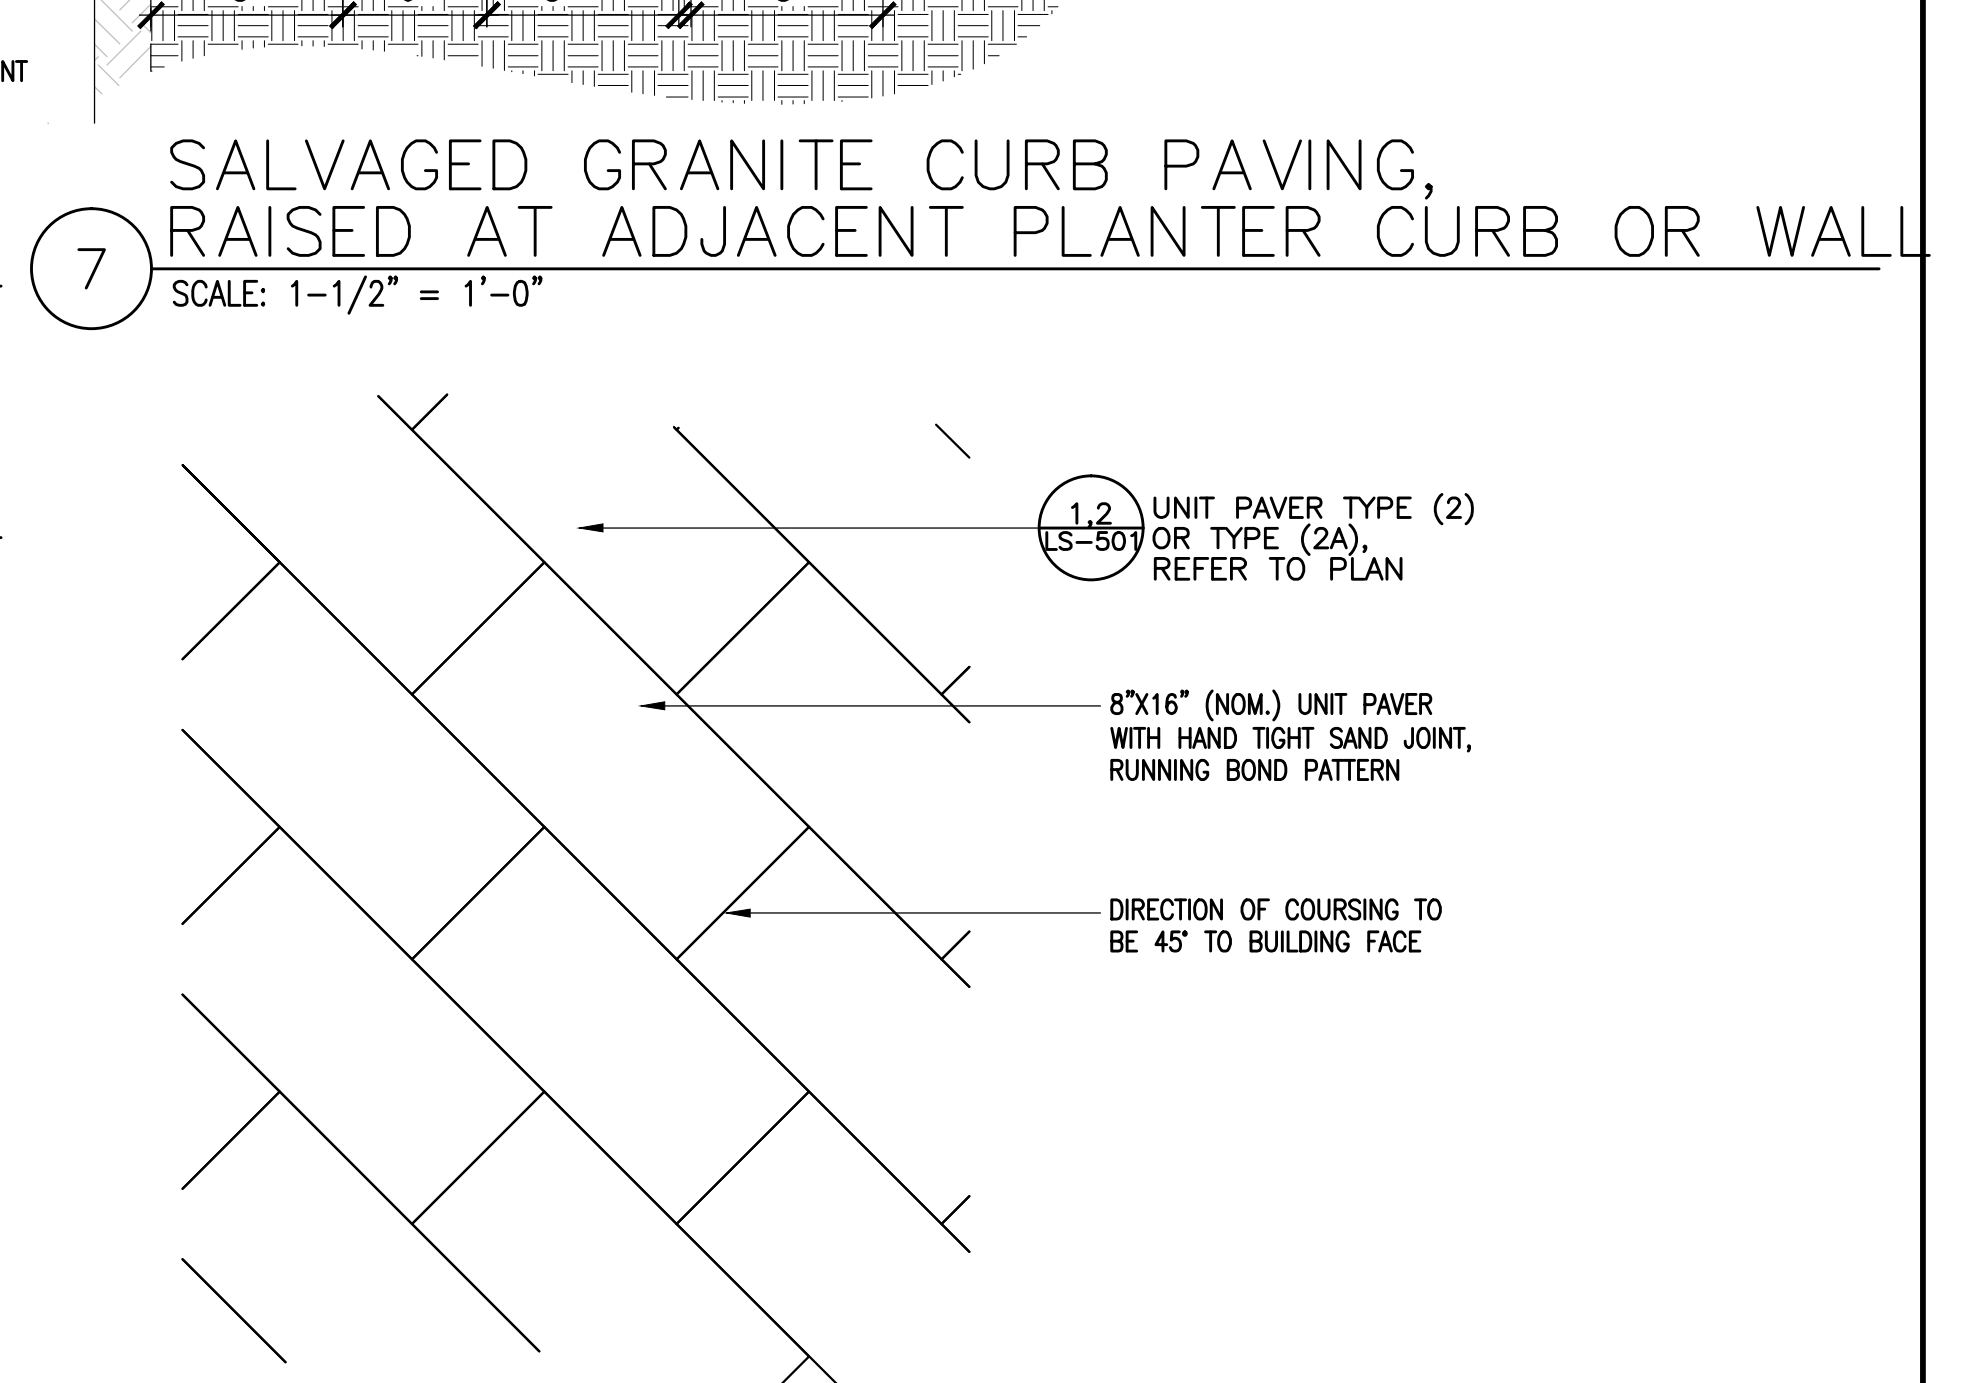 NT
SALVAGED GRANITE CURB PAVING,
RAISED AT ADJACENT PLANTER CURB OR WALL
7
SCALE: 1-1/2" = 1'-0"
1,2
LS-501
UNIT PAVER TYPE (2)
OR TYPE (2A),
REFER TO PLAN
8"X16" (NOM.) UNIT PAVER
WITH HAND TIGHT SAND JOINT,
RUNNING BOND PATTERN
DIRECTION OF COURSING TO
BE 45° TO BUILDING FACE